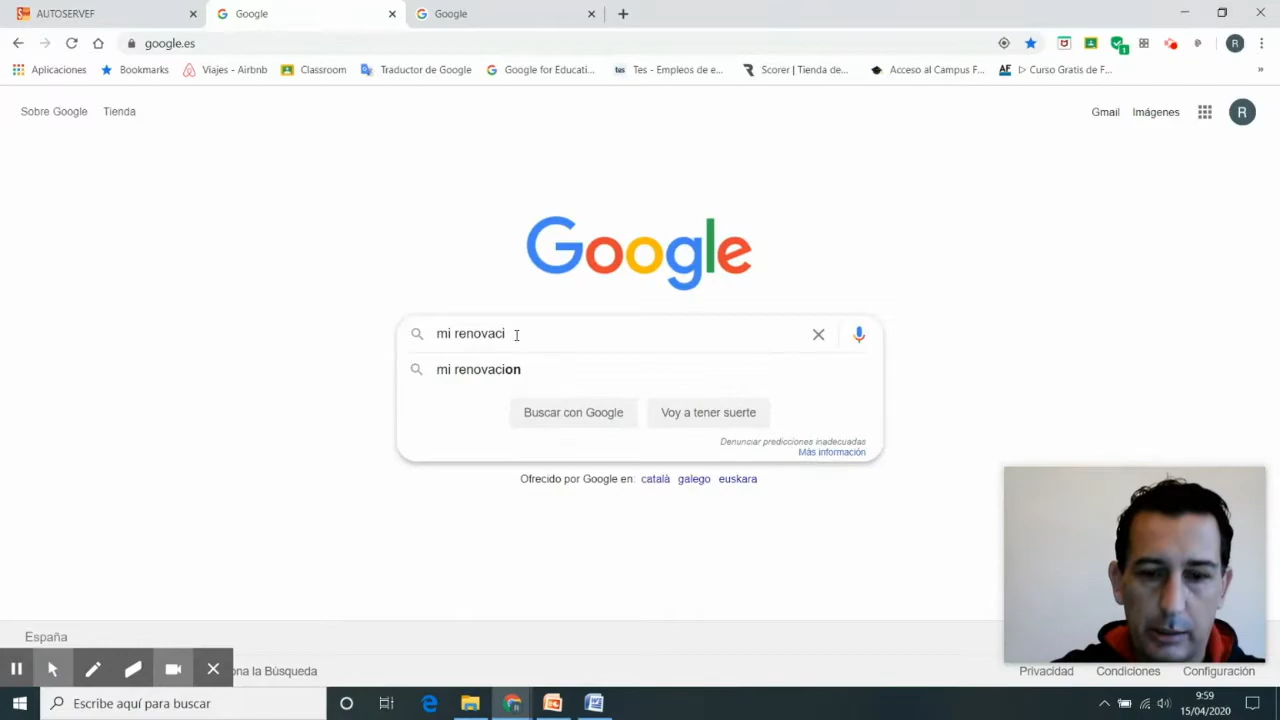 AUTOSERVEF
Google
Google
google.es
Aplicaciones
Bookmarks
Viajes - Airbnb
Classroom
Traductor de Google
Google for Educati...
Tes - Empleos de e...
Scorer | Tienda de...
Acceso al Campus F...
▷ Curso Gratis de F...
»
Sobre Google
Tienda
Gmail
Imágenes
R
Google
mi renovaci
mi renovacion
Buscar con Google
Voy a tener suerte
Denunciar predicciones inadecuadas
Más información
Ofrecido por Google en: català galego euskara
España
ona la Búsqueda
Privacidad
Condiciones
Configuración
Escribe aquí para buscar
9:59
15/04/2020